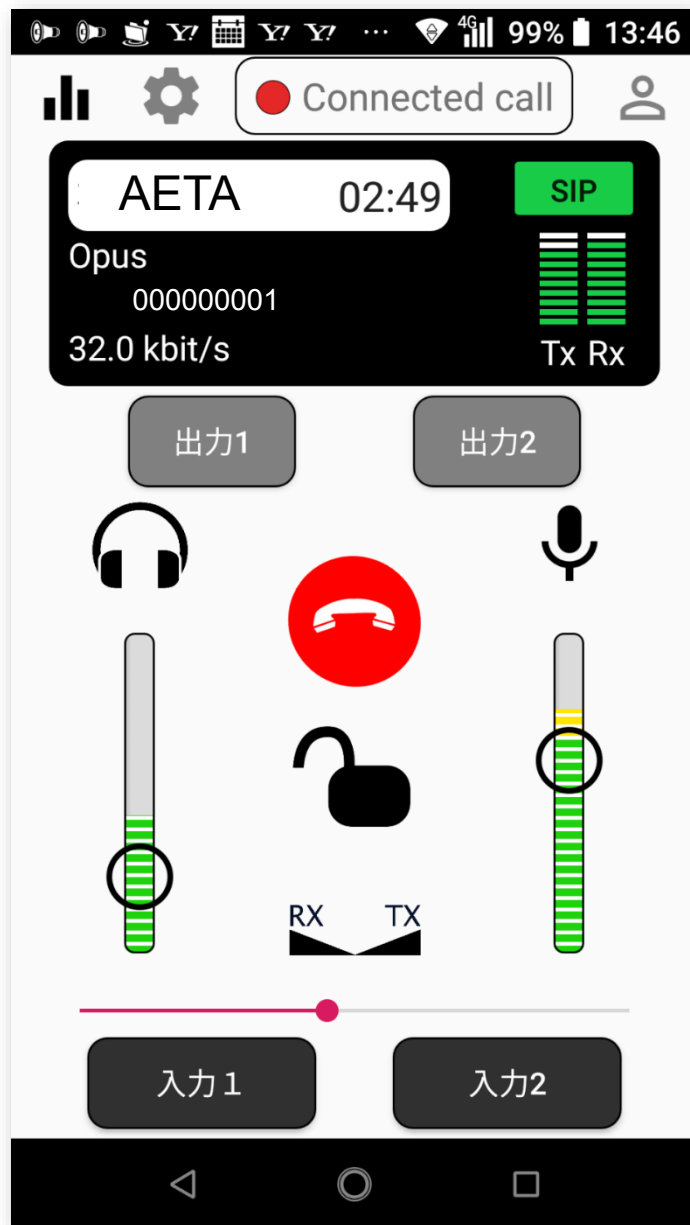 4G 99% 13:46
Connected call
AETA 02:49 SIP
Opus
000000001
32.0 kbit/s Tx Rx
出力1 出力2
RX TX
入力１ 入力2